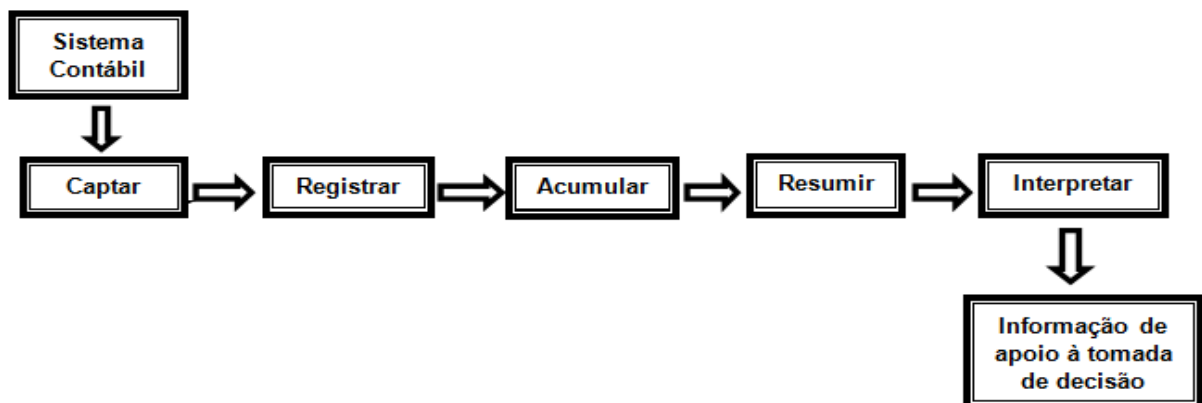 Sistema
Contábil
Captar
Registrar
Acumular
Resumir
Interpretar
Informação de
apoio à tomada
de decisão